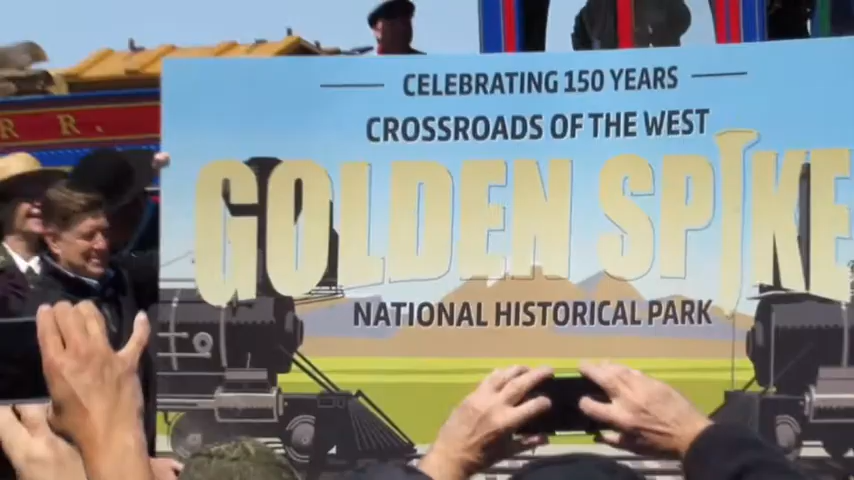 CELEBRATING 150 YEARS
CROSSROADS OF THE WEST
GOLDEN SPIKE
NATIONAL HISTORICAL PARK
R R